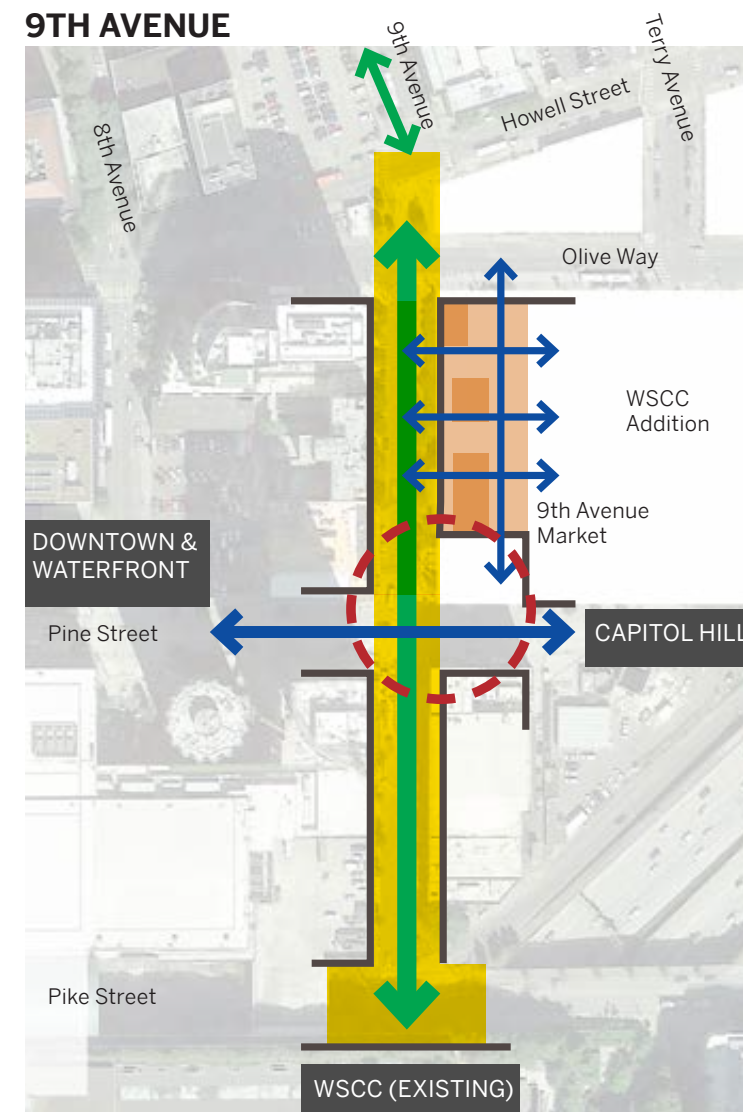 9TH AVENUE
9th Avenue
Terry Avenue
Howell Street
8th Avenue
Olive Way
WSCC
Addition
9th Avenue
Market
DOWNTOWN &
WATERFRONT
Pine Street
CAPITOL HILL
Pike Street
WSCC (EXISTING)